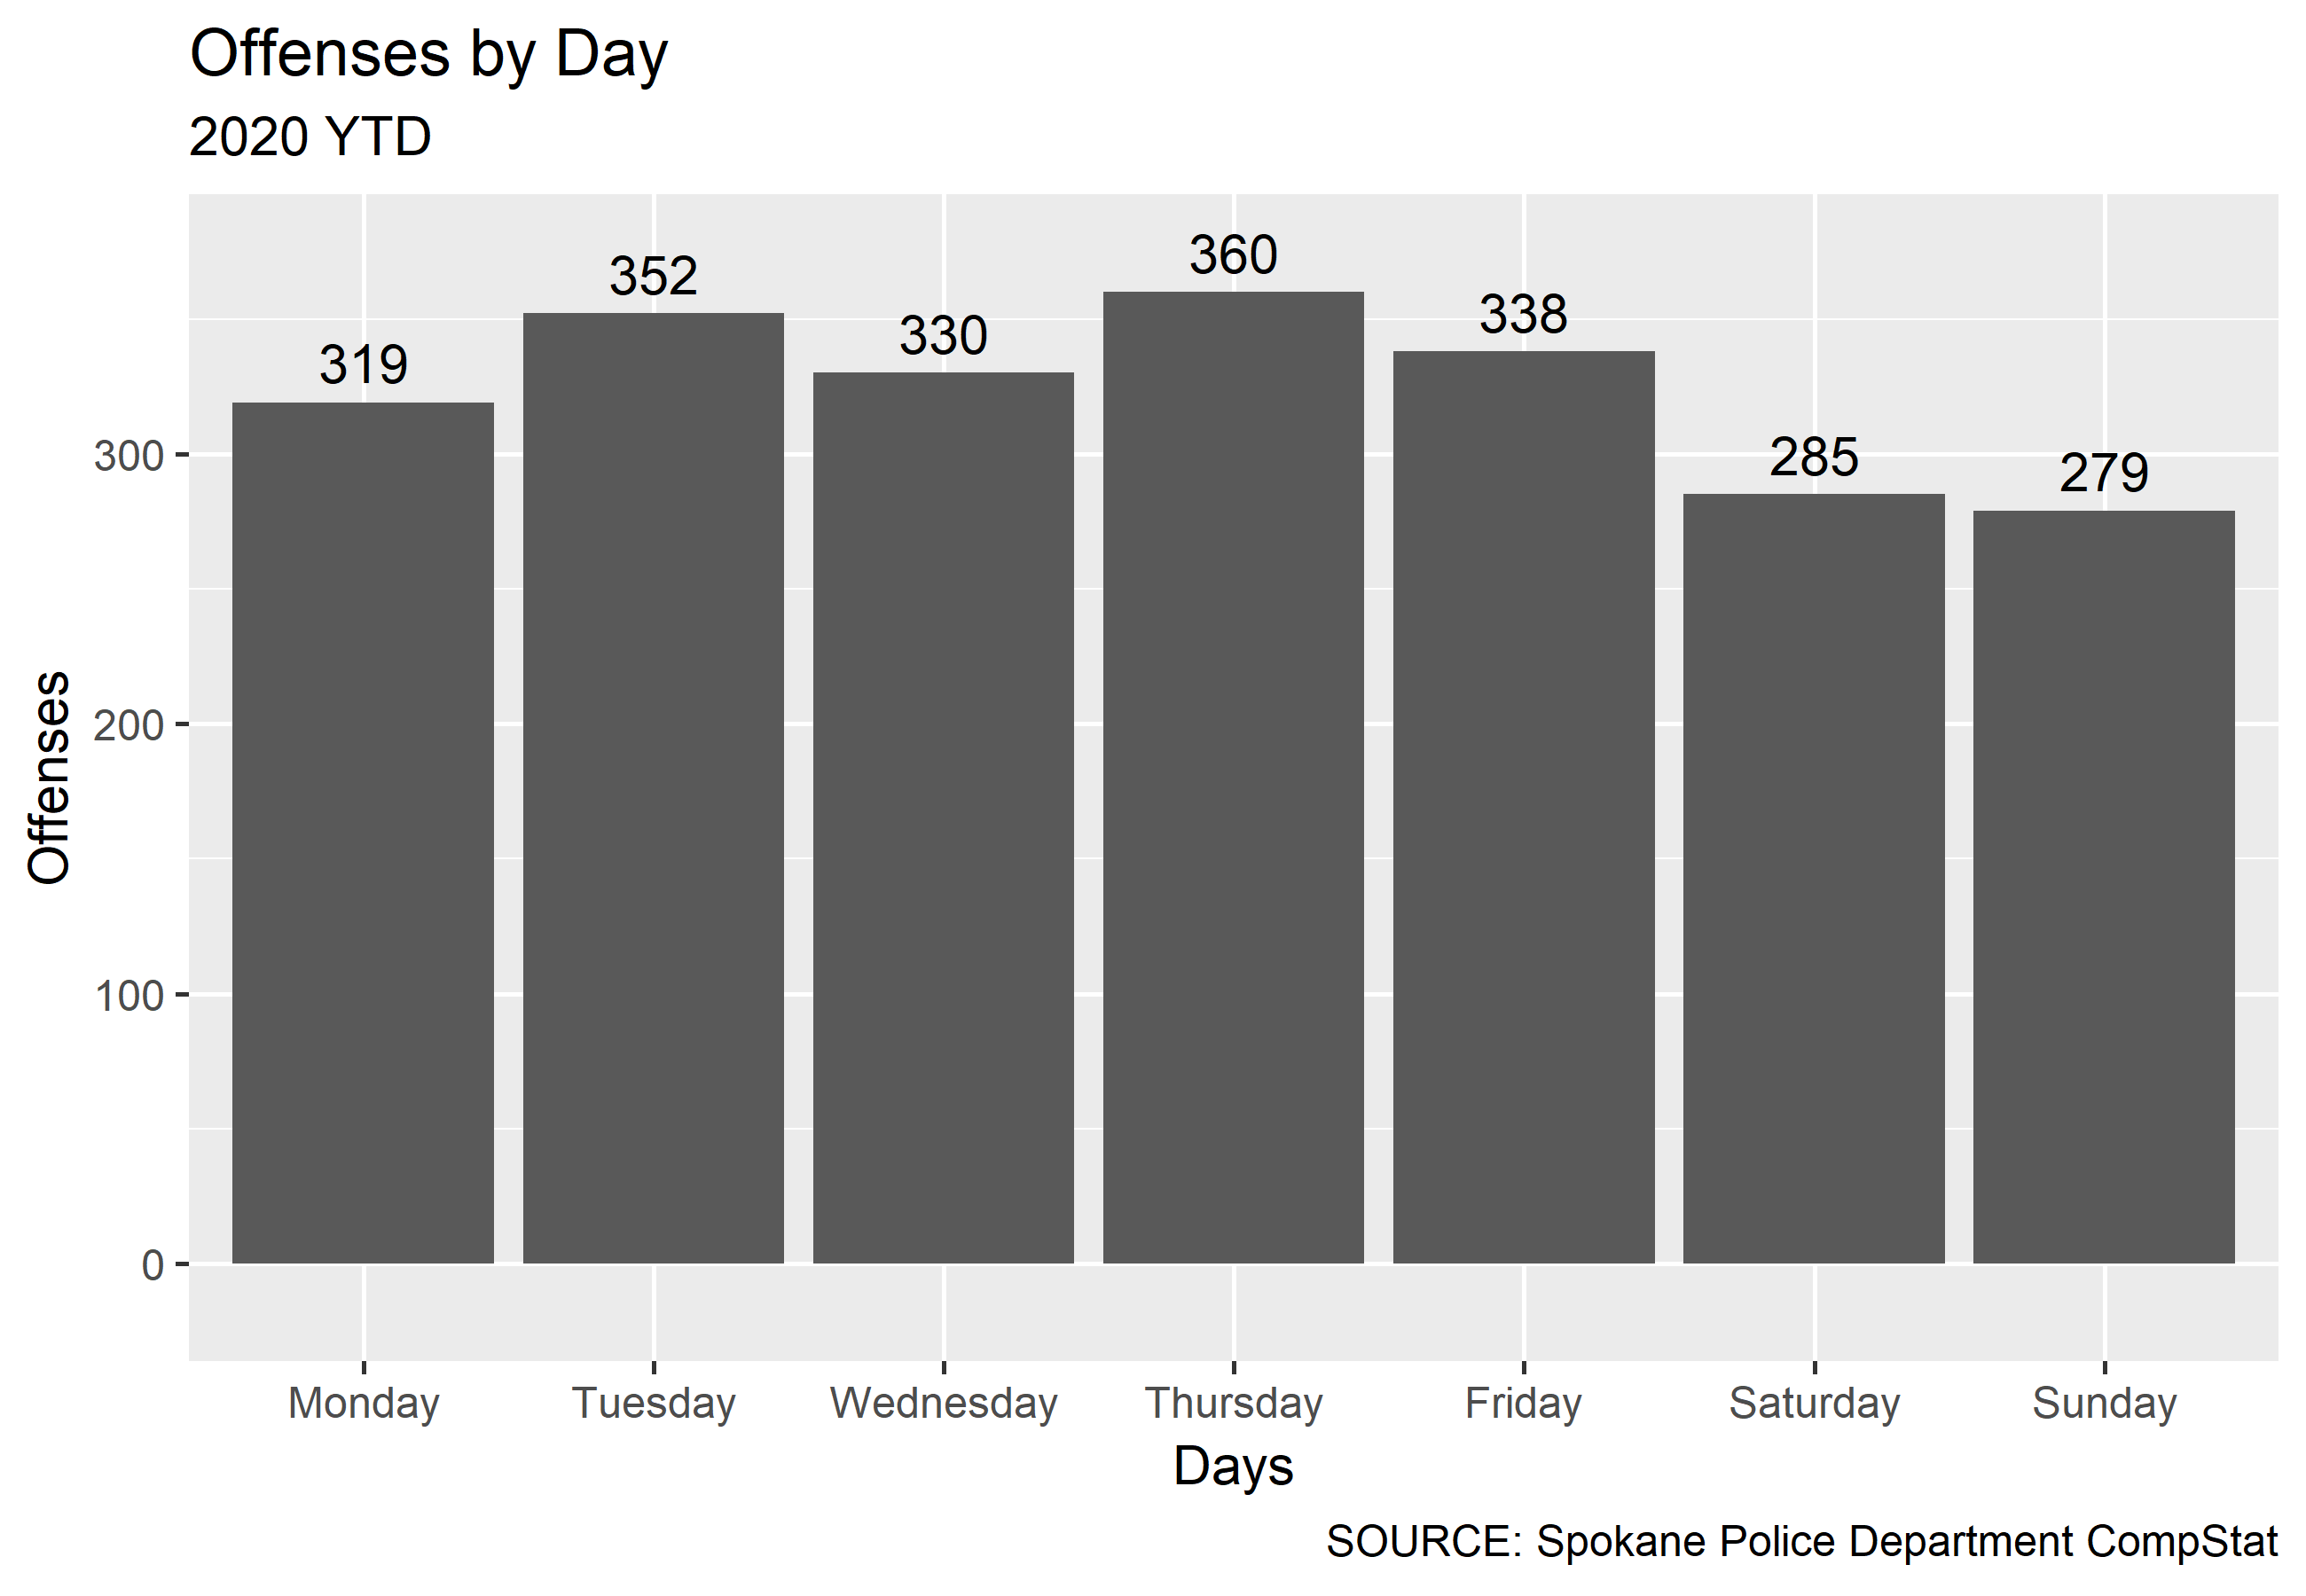 Offenses by Day
2020 YTD
360
352
338
330
319
285
279
300
200
100
0
Offenses
Monday Tuesday Wednesday Thursday Friday Saturday Sunday
Days
SOURCE: Spokane Police Department CompStat